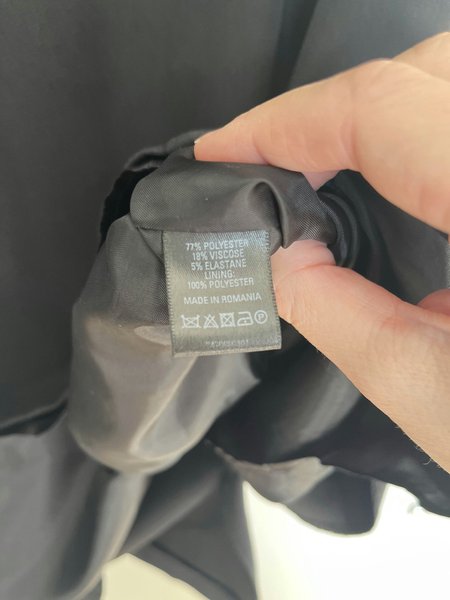 77% POLYESTER
18% VISCOSE
5% ELASTANE
LINING:
100% POLYESTER
MADE IN ROMANIA